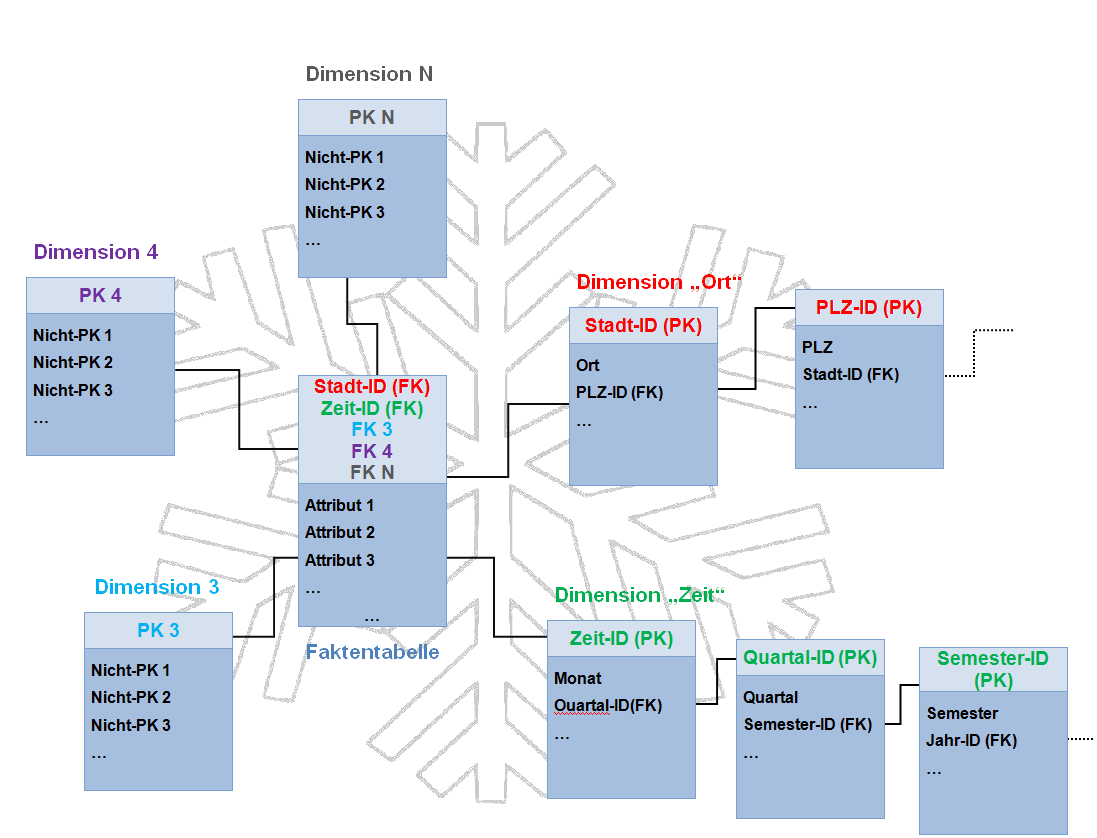 Dimension N
PK N
Nicht-PK 1
Nicht-PK 2
Nicht-PK 3
...
Dimension 4
PK 4
Nicht-PK 1
Nicht-PK 2
Nicht-PK 3
...
Dimension „Ort“
Stadt-ID (PK)
Ort
PLZ-ID (FK)
...
PLZ-ID (PK)
PLZ
Stadt-ID (FK)
...
Stadt-ID (FK)
Zeit-ID (FK)
FK 3
FK 4
FK N
Attribut 1
Attribut 2
Attribut 3
...
...
Faktentabelle
Dimension 3
PK 3
Nicht-PK 1
Nicht-PK 2
Nicht-PK 3
...
Dimension „Zeit“
Zeit-ID (PK)
Monat
Quartal-ID(FK)
...
Quartal-ID (PK)
Quartal
Semester-ID (FK)
...
Semester-ID
(PK)
Semester
Jahr-ID (FK)
...